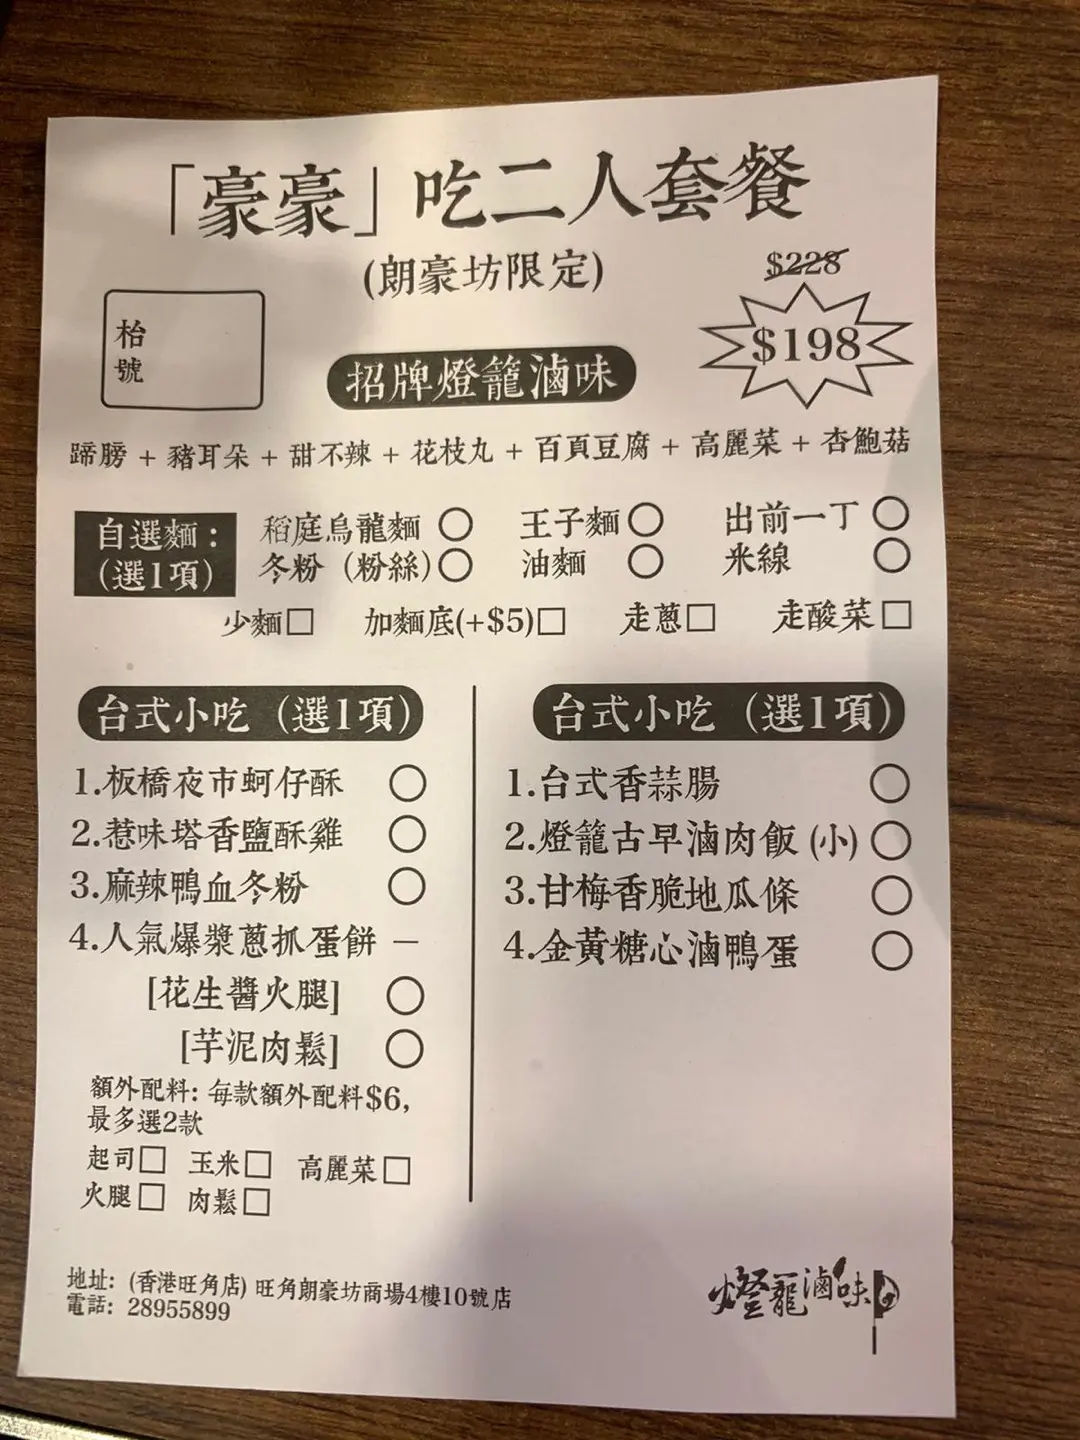 「豪豪」吃二人套餐
(朗豪坊限定)
$228
$198
枱號
招牌燈籠滷味
蹄膀 + 豬耳朵 + 甜不辣 + 花枝丸 + 百頁豆腐 + 高麗菜 + 杏鮑菇
自選麵：
(選1項)
稻庭烏龍麵 王子麵 出前一丁
冬粉（粉絲） 油麵 米線
少麵 加麵底(+$5) 走蔥 走酸菜
台式小吃（選1項）
1.板橋夜市蚵仔酥
2.惹味塔香鹽酥雞
3.麻辣鴨血冬粉
4.人氣爆漿蔥抓蛋餅 —
[花生醬火腿]
[芋泥肉鬆]
額外配料: 每款額外配料$6,
最多選2款
起司 玉米 高麗菜
火腿 肉鬆
台式小吃（選1項）
1.台式香蒜腸
2.燈籠古早滷肉飯 (小)
3.甘梅香脆地瓜條
4.金黃糖心滷鴨蛋
地址: (香港旺角店) 旺角朗豪坊商場4樓10號店
電話: 28955899
燈籠滷味